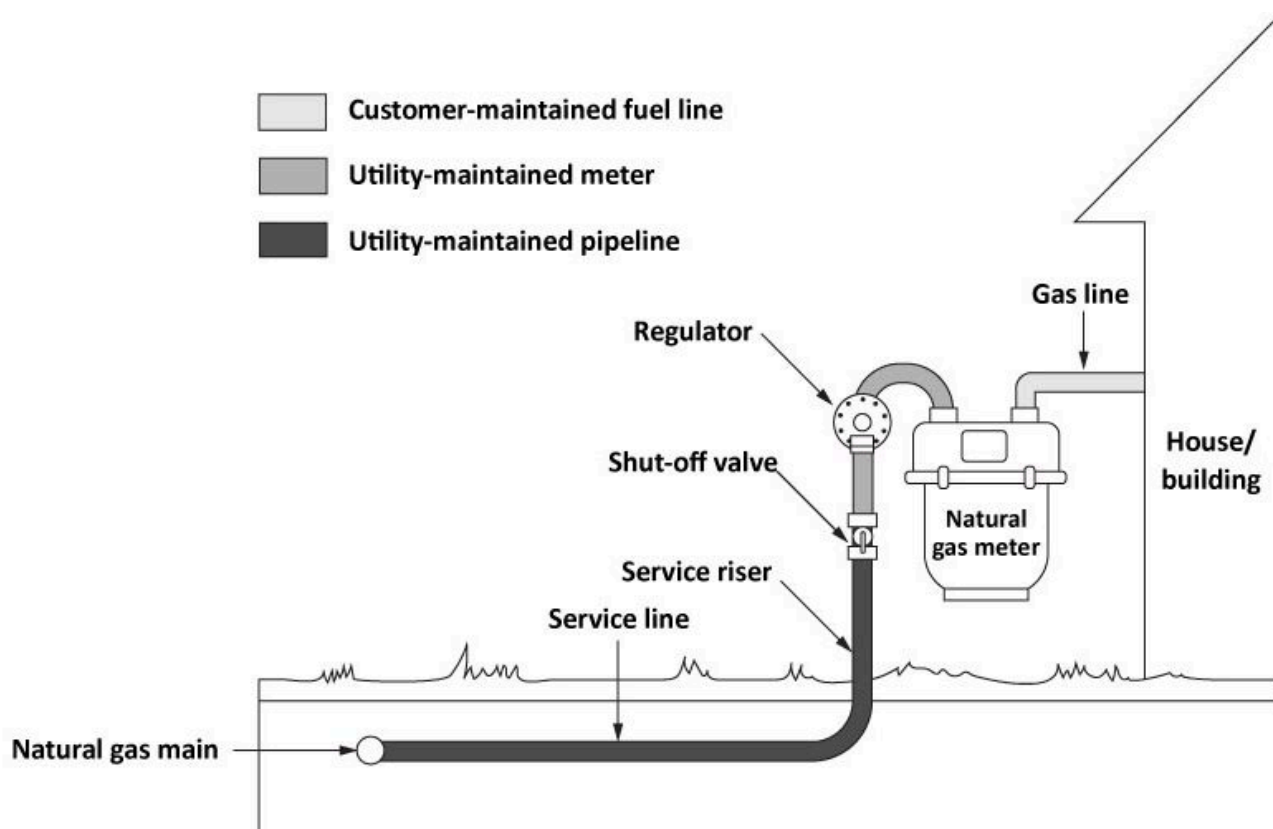 Customer-maintained fuel line
Utility-maintained meter
Utility-maintained pipeline
Gas line
Regulator
House/
building
Shut-off valve
Natural
gas meter
Service riser
Service line
Natural gas main